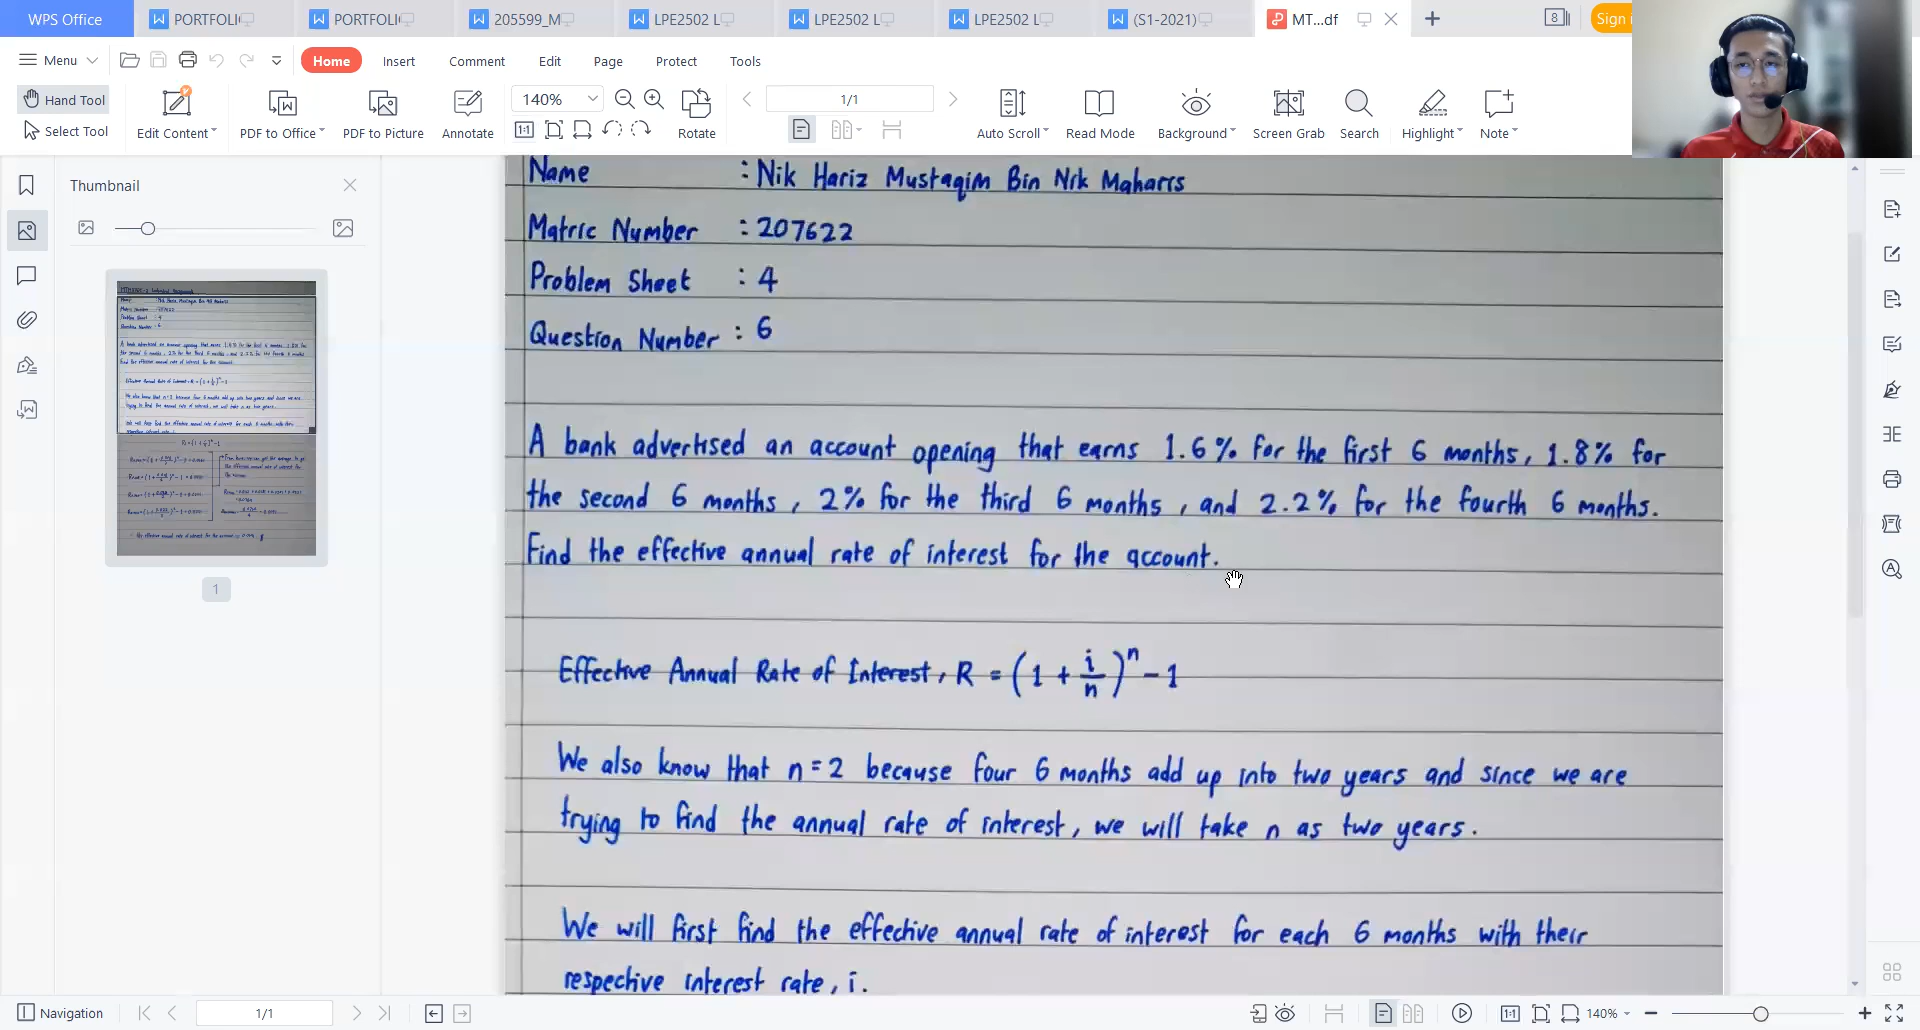 WPS Office
PORTFOLI
PORTFOLI
205599_M
LPE2502 L
LPE2502 L
LPE2502 L
(S1-2021)
MT...df
8
Sign
Menu
Home
Insert
Comment
Edit
Page
Protect
Tools
Hand Tool
Select Tool
Edit Content
PDF to Office
PDF to Picture
Annotate
140%
1:1
Rotate
1/1
Auto Scroll
Read Mode
Background
Screen Grab
Search
Highlight
Note
Thumbnail
1
Name : Nik Hariz Mustaqim Bin Nik Maharis
Matric Number : 207622
Problem Sheet : 4
Question Number : 6
A bank advertised an account opening that earns 1.6% for the first 6 months, 1.8% for
the second 6 months, 2% for the third 6 months, and 2.2% for the fourth 6 months.
Find the effective annual rate of interest for the account.
Effective Annual Rate of Interest, R = (1 + i/n)^n - 1
We also know that n=2 because four 6 months add up into two years and since we are
trying to find the annual rate of interest, we will take n as two years.
We will first find the effective annual rate of interest for each 6 months with their
respective interest rate, i.
Navigation
1/1
1:1
140%